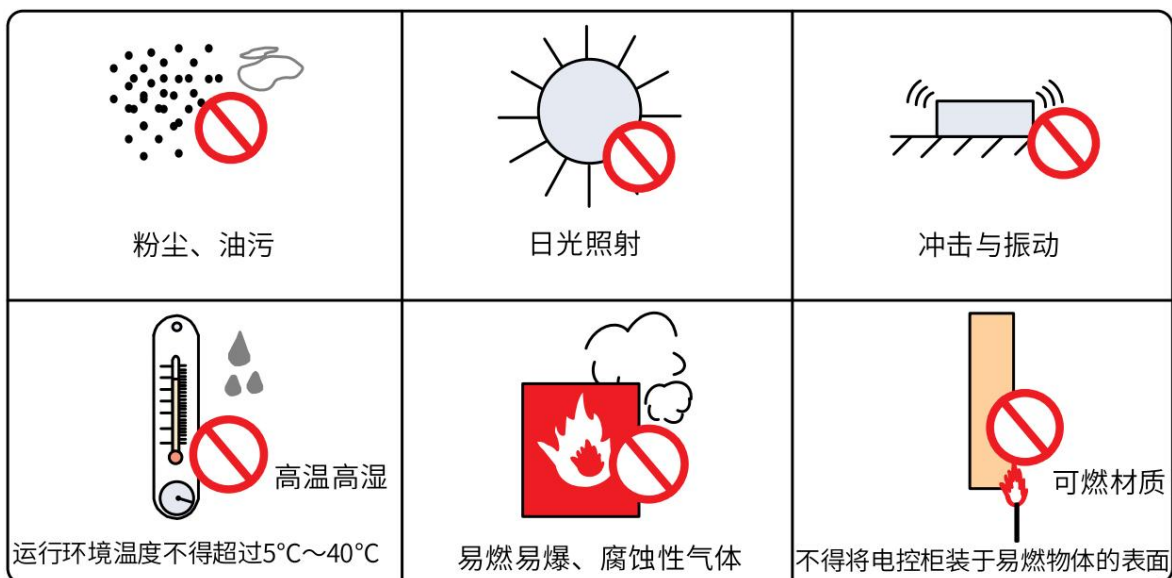 粉尘、油污
日光照射
冲击与振动
高温高湿
运行环境温度不得超过5℃～40℃
易燃易爆、腐蚀性气体
可燃材质
不得将电控柜装于易燃物体的表面